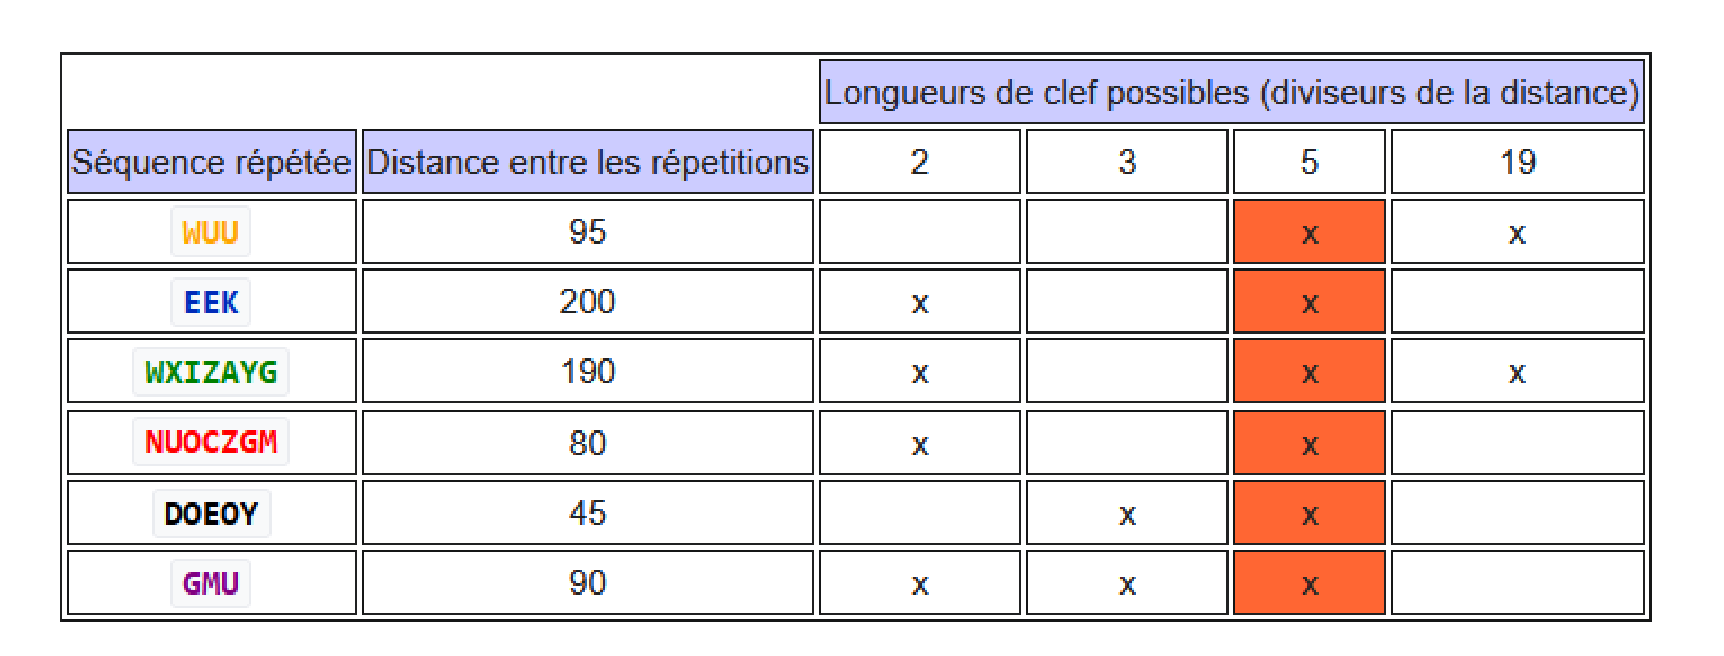 Longueurs de clef possibles (diviseurs de la distance)
Séquence répétée Distance entre les répetitions 2 3 5 19
WUU 95 x x
EEK 200 x x
WXIZAYG 190 x x x
NUOCZGM 80 x x
DOEOY 45 x x
GMU 90 x x x